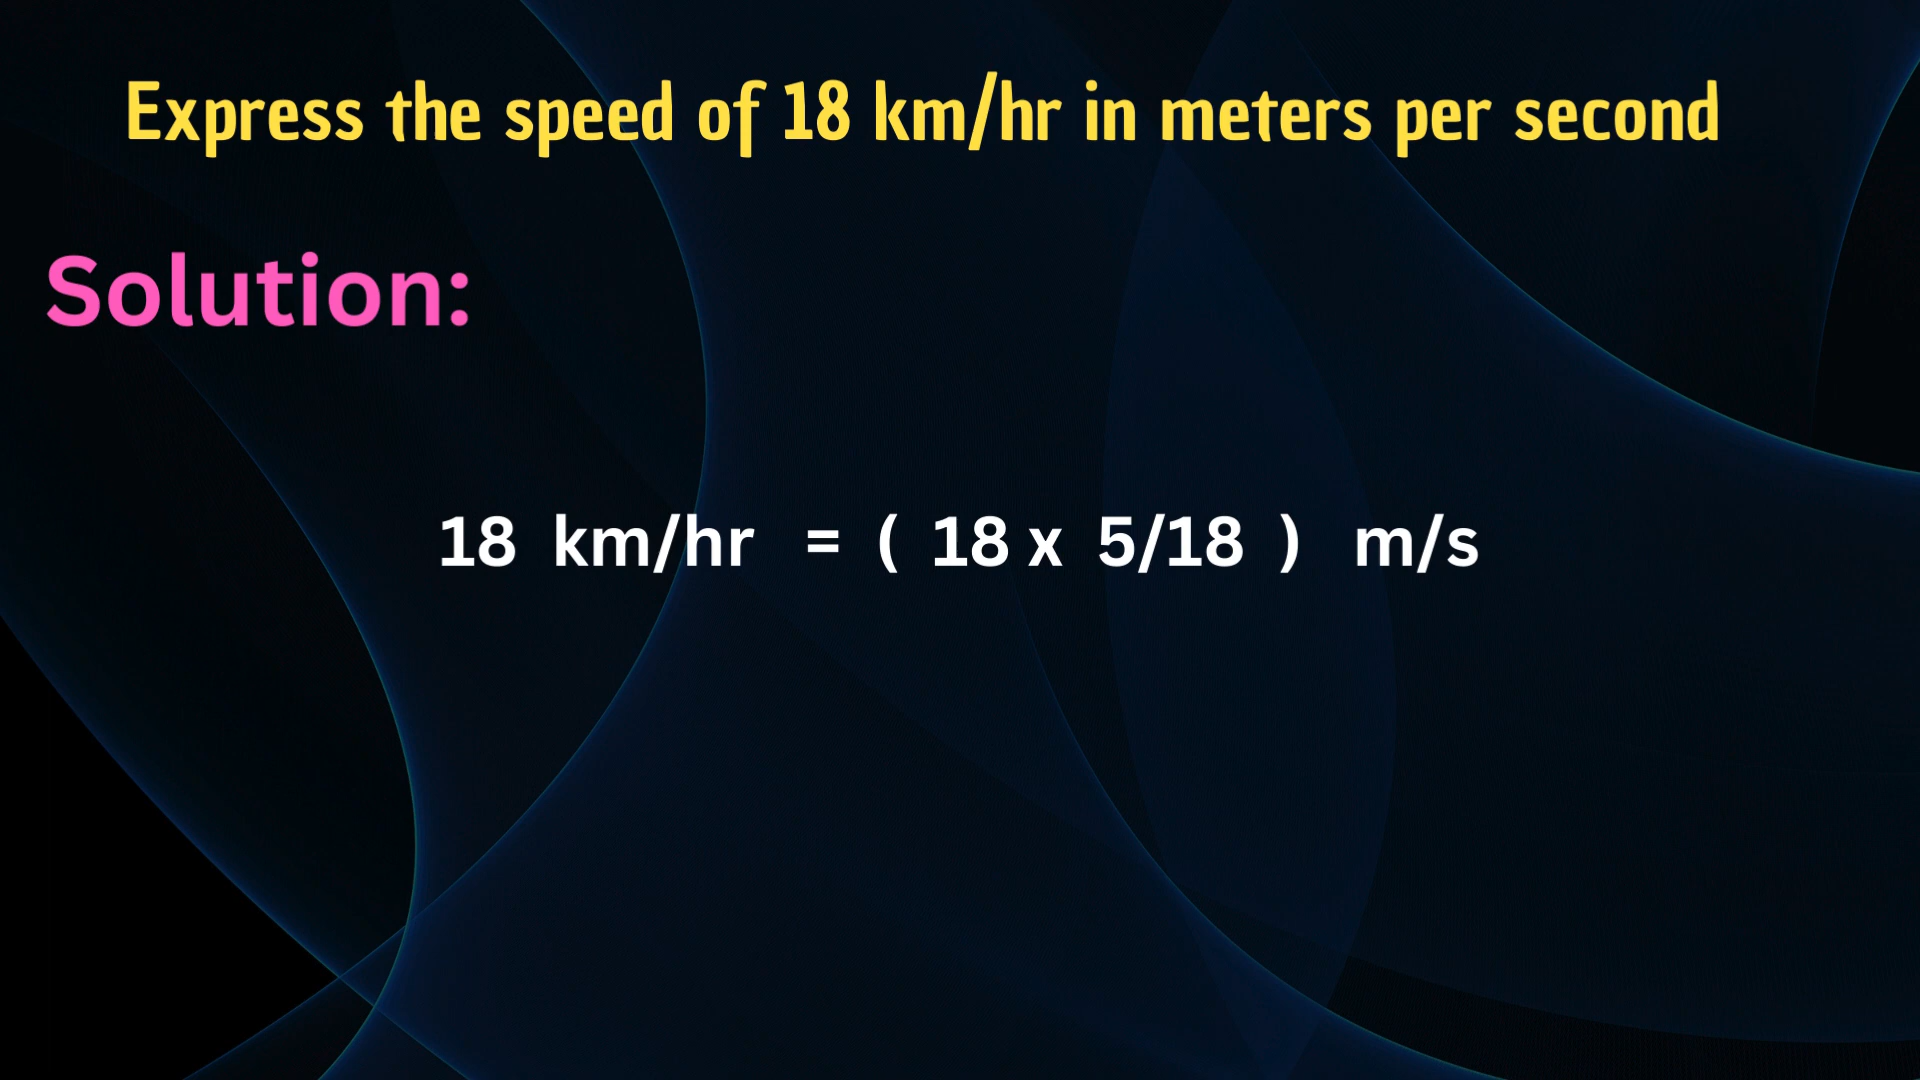 Express the speed of 18 km/hr in meters per second
Solution:
18 km/hr = ( 18 x 5/18 ) m/s